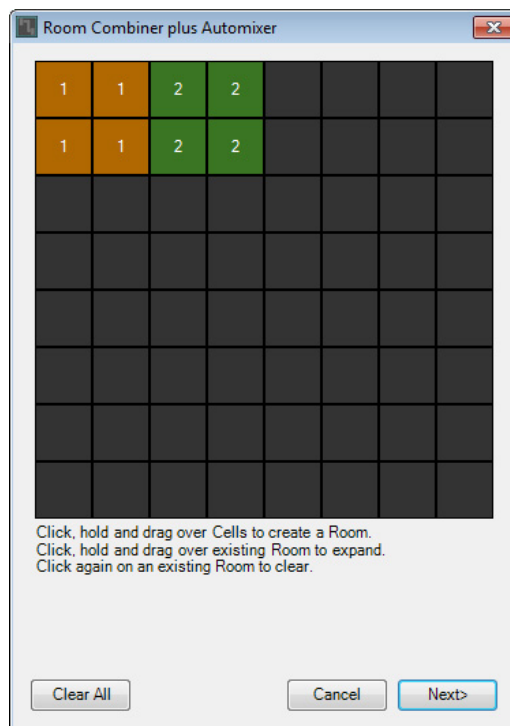 Room Combiner plus Automixer
1 1 2 2
1 1 2 2
Click, hold and drag over Cells to create a Room.
Click, hold and drag over existing Room to expand.
Click again on an existing Room to clear.
Clear All Cancel Next>